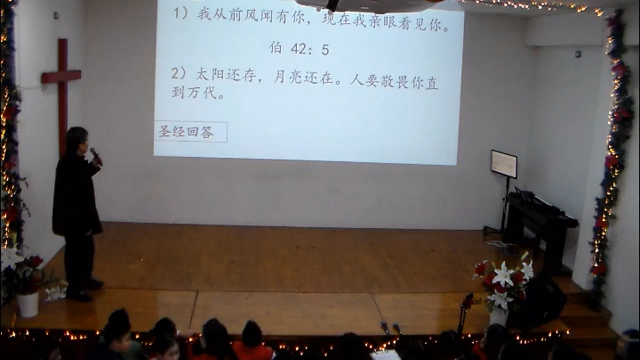 1）我从前风闻有你，现在我亲眼看见你。
伯 42：5
2）太阳还存，月亮还在。人要敬畏你直
到万代。
圣经回答